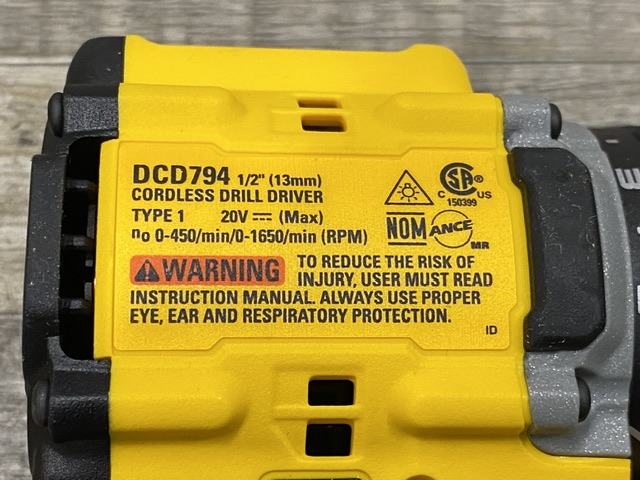 DCD794 1/2" (13mm)
CORDLESS DRILL DRIVER
TYPE 1 20V ⎓ (Max)
no 0-450/min/0-1650/min (RPM)
C SA ® US
150399
NOM ANCE MR
WARNING TO REDUCE THE RISK OF
INJURY, USER MUST READ
INSTRUCTION MANUAL. ALWAYS USE PROPER
EYE, EAR AND RESPIRATORY PROTECTION.
ID